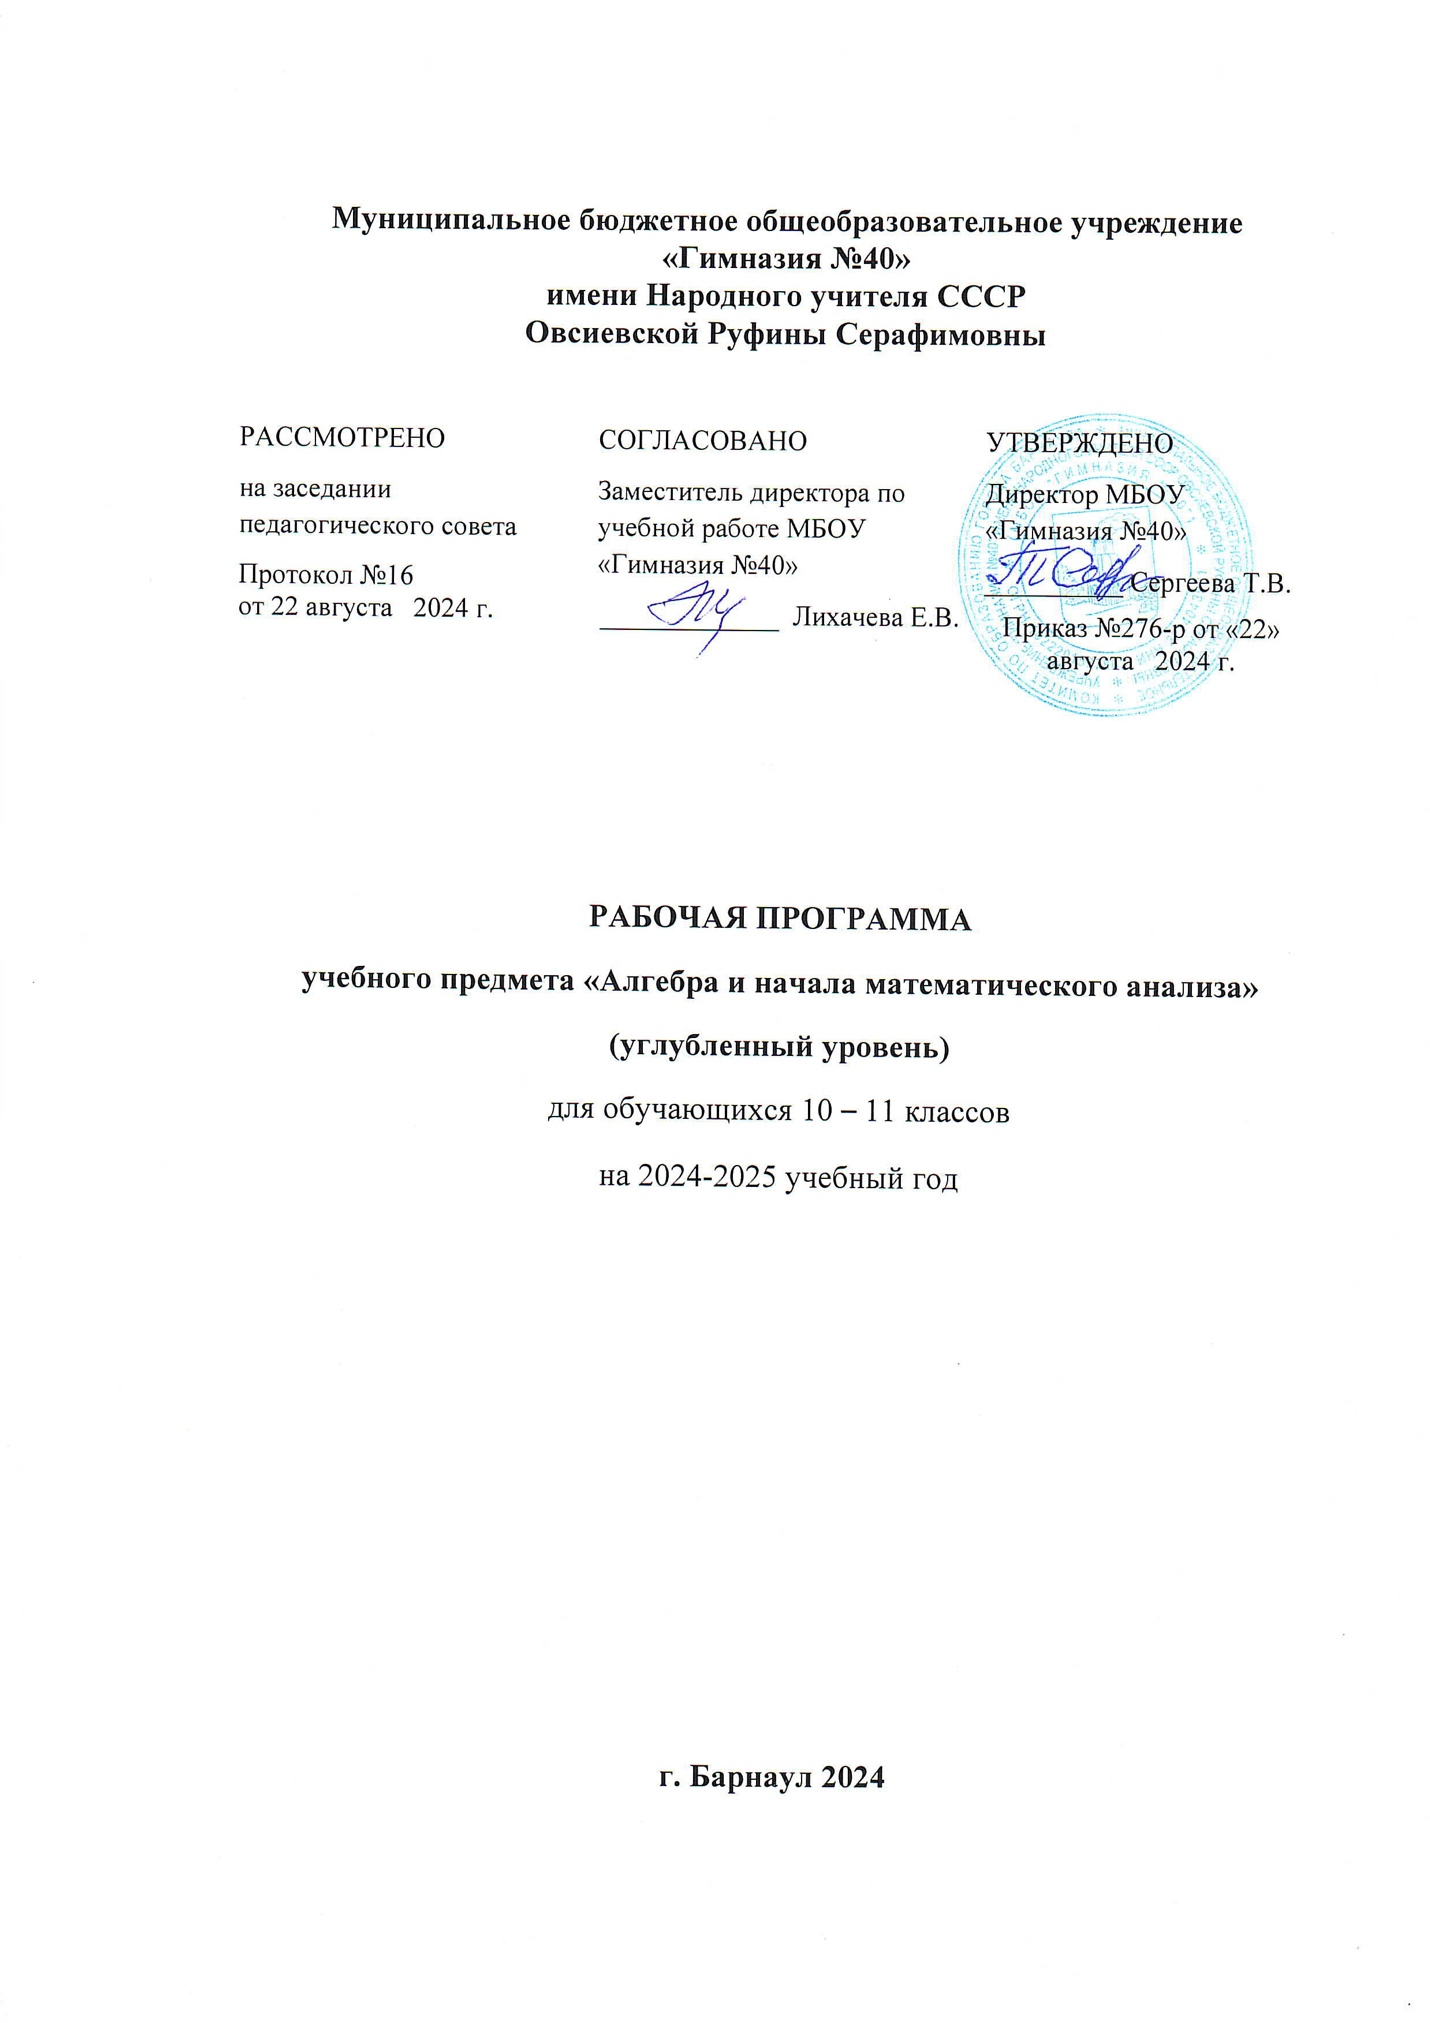 Муниципальное бюджетное общеобразовательное учреждение
«Гимназия №40»
имени Народного учителя СССР
Овсиевской Руфины Серафимовны
РАССМОТРЕНО
на заседании
педагогического совета
Протокол №16
от 22 августа 2024 г.
СОГЛАСОВАНО
Заместитель директора по
учебной работе МБОУ
«Гимназия №40»
______________ Лихачева Е.В.
УТВЕРЖДЕНО
Директор МБОУ
«Гимназия №40»
___________Сергеева Т.В.
Приказ №276-р от «22»
августа 2024 г.
РАБОЧАЯ ПРОГРАММА
учебного предмета «Алгебра и начала математического анализа»
(углубленный уровень)
для обучающихся 10 – 11 классов
на 2024-2025 учебный год
г. Барнаул 2024